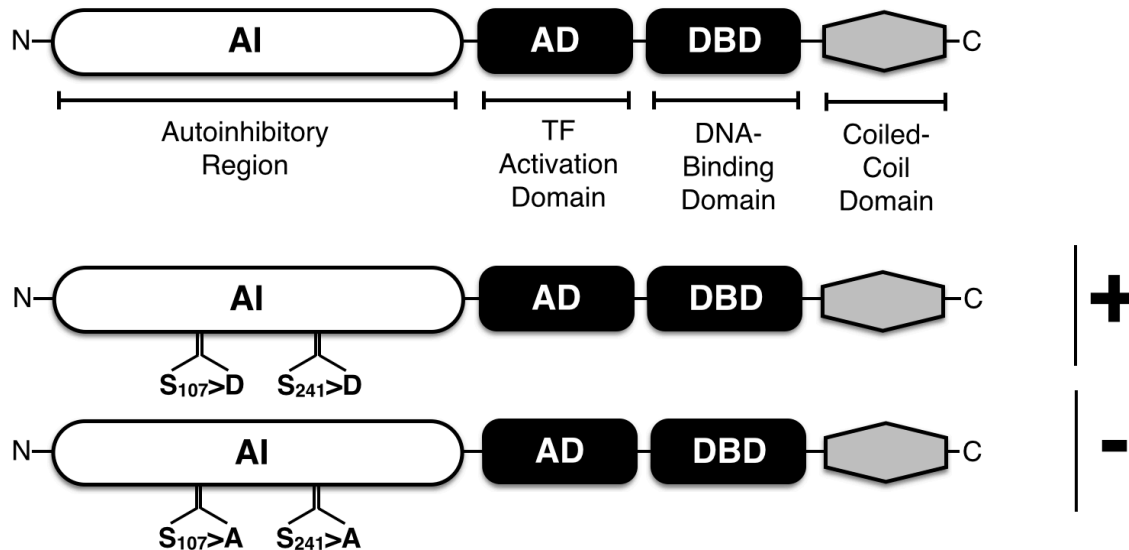 N AI AD DBD C
Autoinhibitory
Region
TF
Activation
Domain
DNA-
Binding
Domain
Coiled-
Coil
Domain
N AI AD DBD C +
S107>D S241>D
N AI AD DBD C -
S107>A S241>A